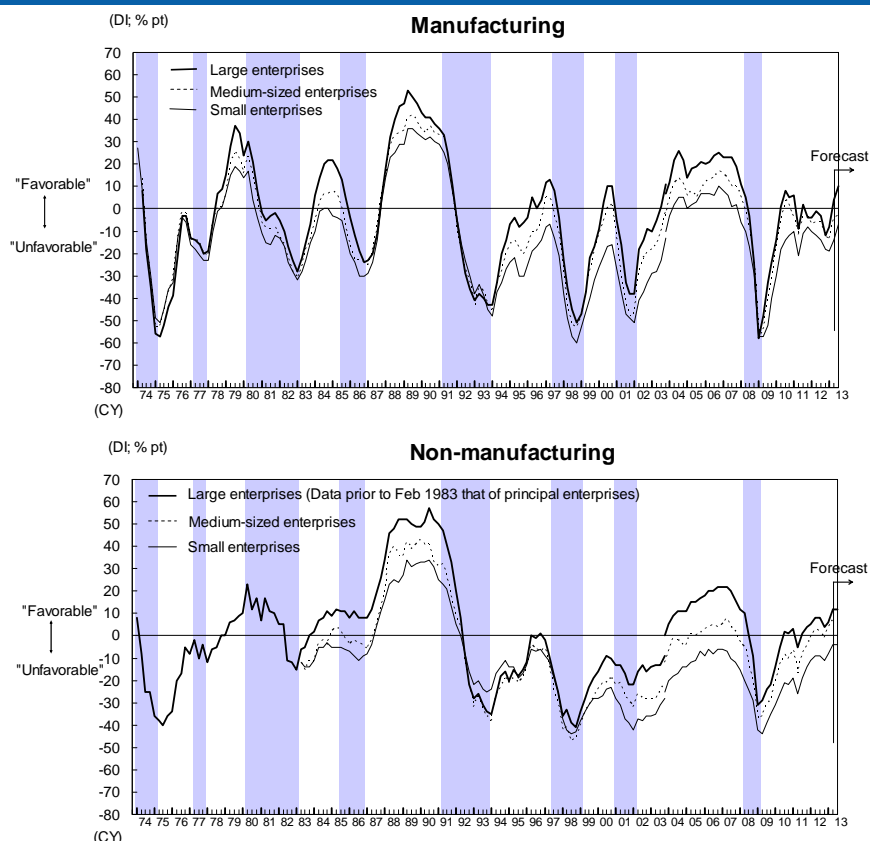 (DI; % pt)
Manufacturing
70
60
50
40
30
20
10
0
-10
-20
-30
-40
-50
-60
-70
-80
Large enterprises
Medium-sized enterprises
Small enterprises
Forecast
"Favorable"
"Unfavorable"
74 75 76 77 78 79 80 81 82 83 84 85 86 87 88 89 90 91 92 93 94 95 96 97 98 99 00 01 02 03 04 05 06 07 08 09 10 11 12 13
(CY)
(DI; % pt)
Non-manufacturing
70
60
50
40
30
20
10
0
-10
-20
-30
-40
-50
-60
-70
-80
Large enterprises (Data prior to Feb 1983 that of principal enterprises)
Medium-sized enterprises
Small enterprises
Forecast
"Favorable"
"Unfavorable"
74 75 76 77 78 79 80 81 82 83 84 85 86 87 88 89 90 91 92 93 94 95 96 97 98 99 00 01 02 03 04 05 06 07 08 09 10 11 12 13
(CY)